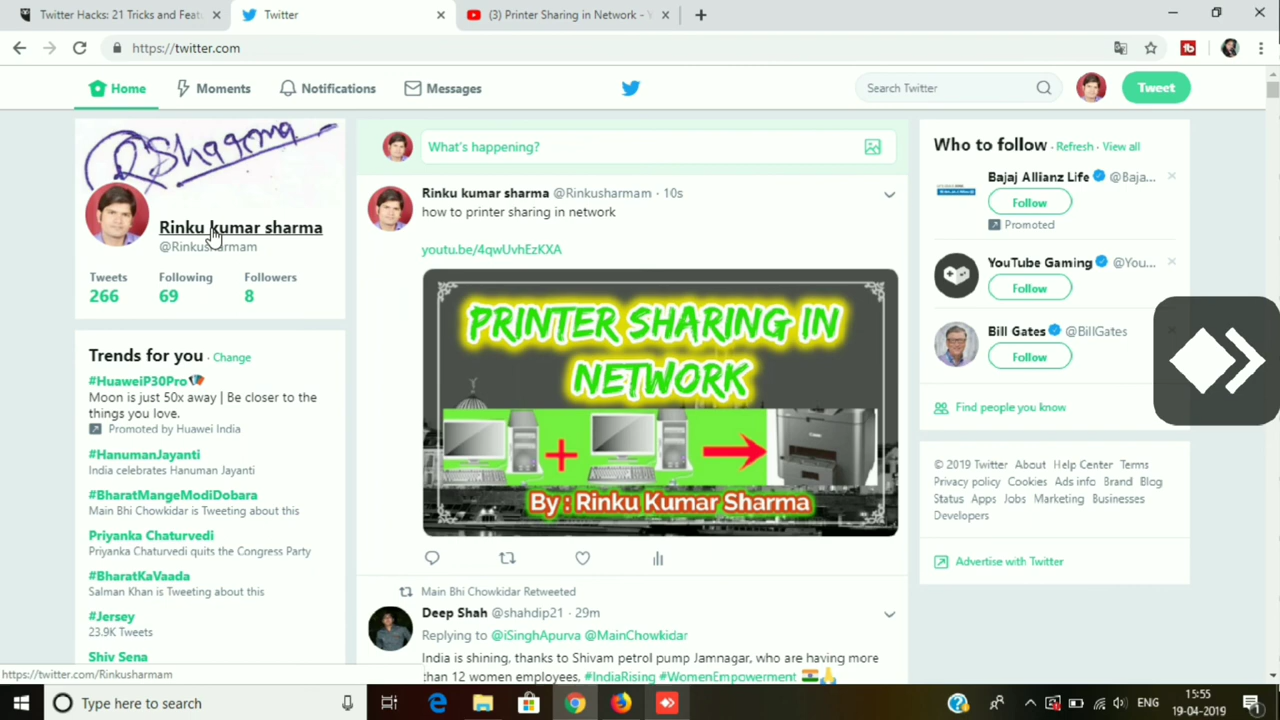 Twitter Hacks: 21 Tricks and Feat
Twitter
(3) Printer Sharing in Network - Y
https://twitter.com
Home
Moments
Notifications
Messages
Search Twitter
Tweet
Sharma
Rinku kumar sharma
@Rinkusharmam
Tweets Following Followers
266 69 8
Trends for you · Change
#HuaweiP30Pro
Moon is just 50x away | Be closer to the
things you love.
Promoted by Huawei India
#HanumanJayanti
India celebrates Hanuman Jayanti
#BharatMangeModiDobara
Main Bhi Chowkidar is Tweeting about this
Priyanka Chaturvedi
Priyanka Chaturvedi quits the Congress Party
#BharatKaVaada
Salman Khan is Tweeting about this
#Jersey
23.9K Tweets
Shiv Sena
What's happening?
Rinku kumar sharma @Rinkusharmam · 10s
how to printer sharing in network
youtu.be/4qwUvhEzKXA
PRINTER SHARING IN
NETWORK
By : Rinku Kumar Sharma
Main Bhi Chowkidar Retweeted
Deep Shah @shahdip21 · 29m
Replying to @iSinghApurva @MainChowkidar
India is shining, thanks to Shivam petrol pump Jamnagar, who are having more
than 12 women employees. #IndiaRising #WomenEmpowerment
Who to follow · Refresh · View all
Bajaj Allianz Life @Baja...
Follow
Promoted
YouTube Gaming @You...
Follow
Bill Gates @BillGates
Follow
Find people you know
© 2019 Twitter About Help Center Terms
Privacy policy Cookies Ads info Brand Blog
Status Apps Jobs Marketing Businesses
Developers
Advertise with Twitter
https://twitter.com/Rinkusharmam
Type here to search
ENG
15:55
19-04-2019
1